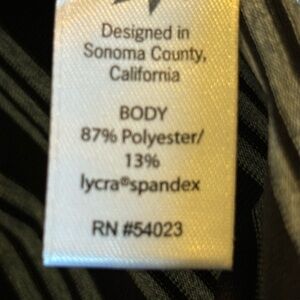 Designed in
Sonoma County,
California
BODY
87% Polyester/
13%
lycra®spandex
RN #54023